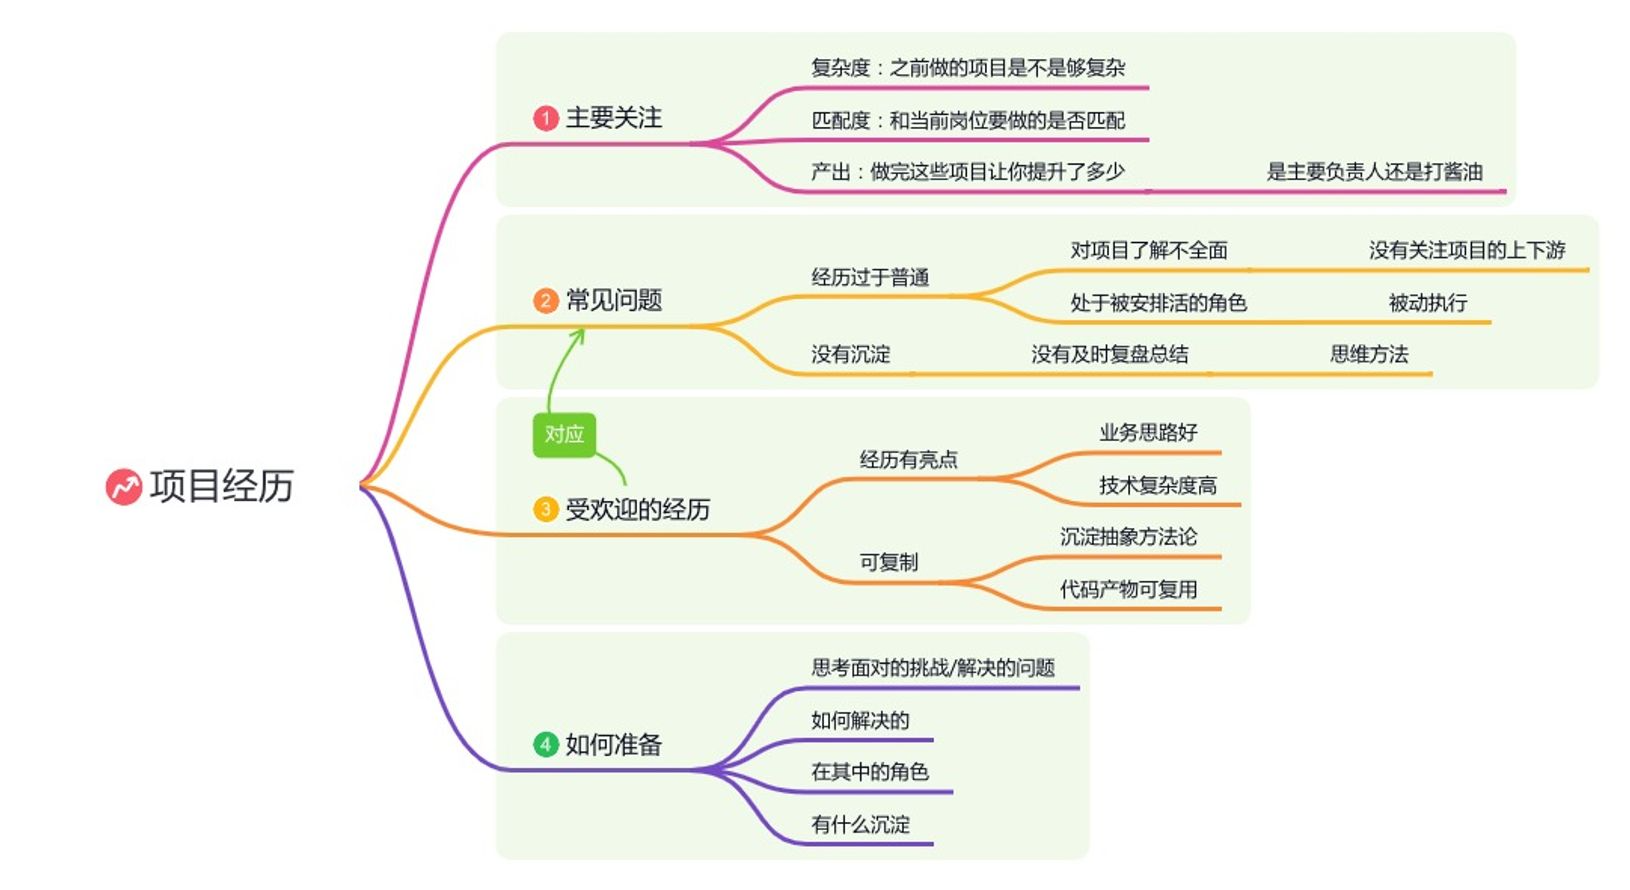 项目经历
1 主要关注
复杂度：之前做的项目是不是够复杂
匹配度：和当前岗位要做的是否匹配
产出：做完这些项目让你提升了多少
是主要负责人还是打酱油
2 常见问题
经历过于普通
对项目了解不全面
没有关注项目的上下游
处于被安排活的角色
被动执行
没有沉淀
没有及时复盘总结
思维方法
对应
3 受欢迎的经历
经历有亮点
业务思路好
技术复杂度高
可复制
沉淀抽象方法论
代码产物可复用
4 如何准备
思考面对的挑战/解决的问题
如何解决的
在其中的角色
有什么沉淀